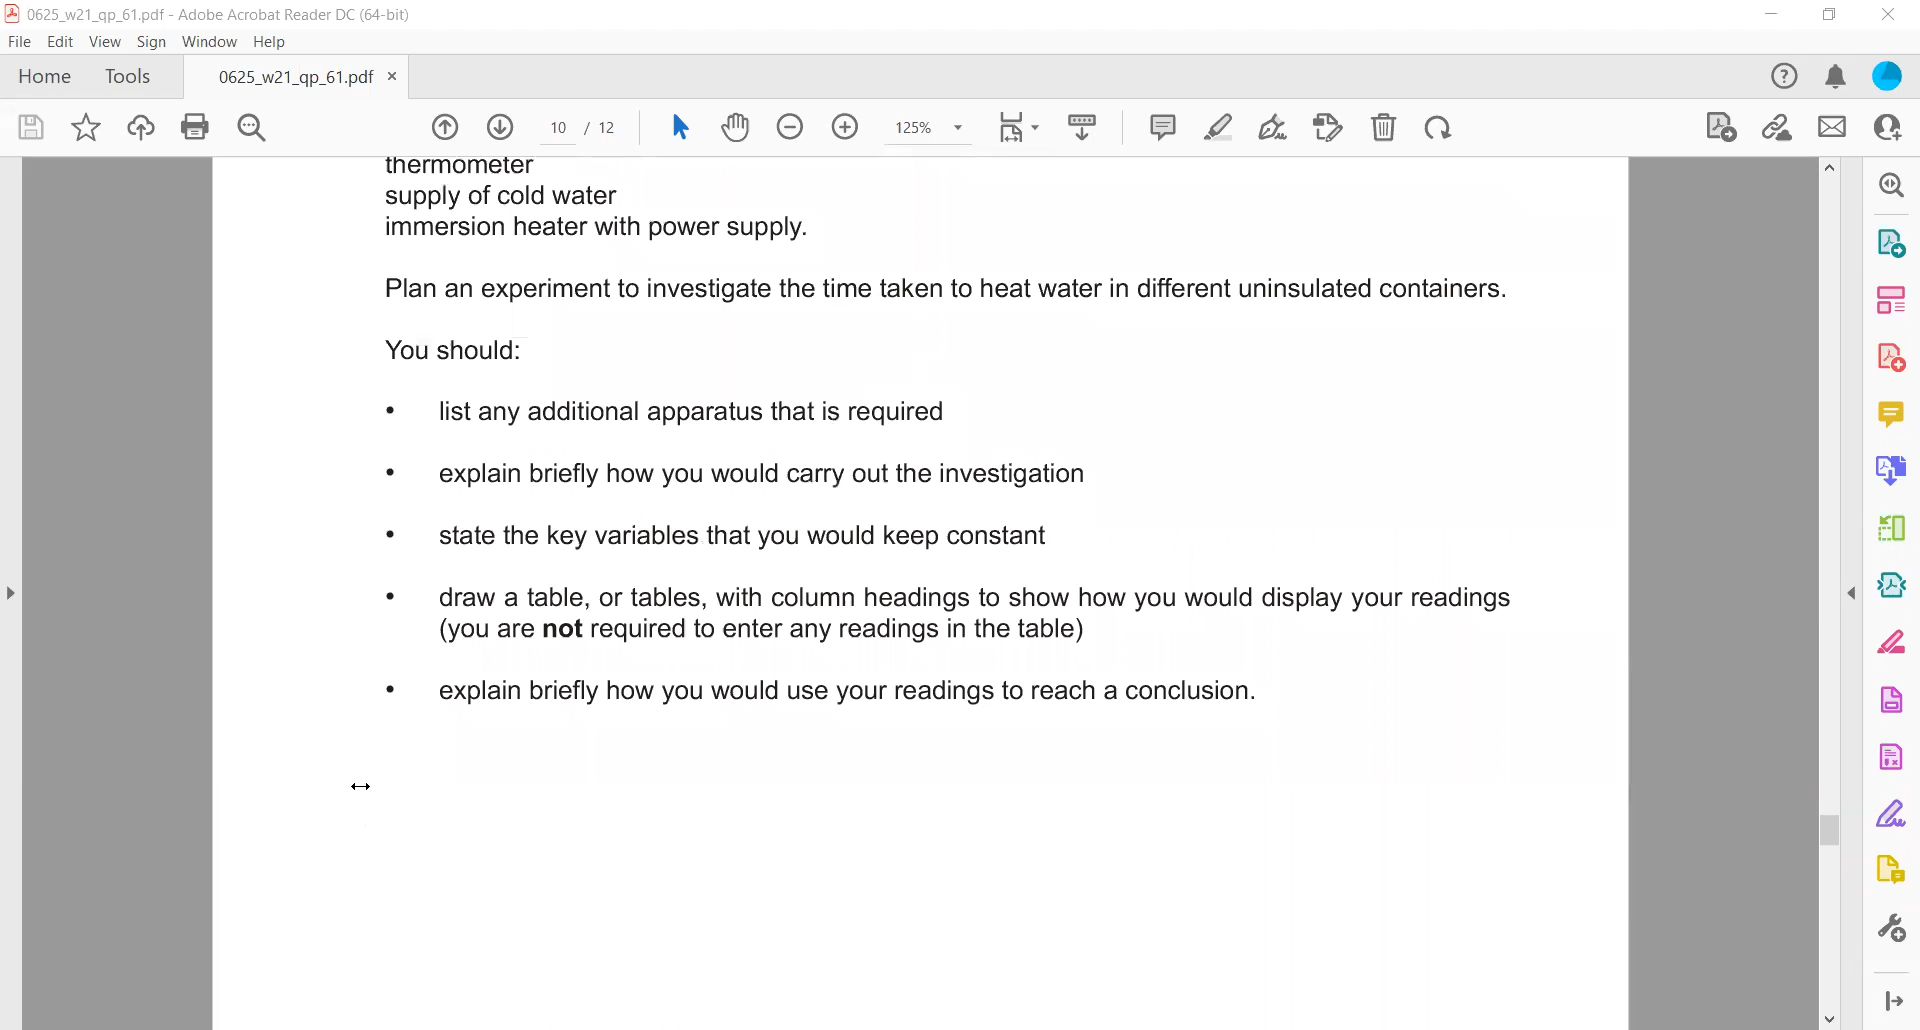 0625_w21_qp_61.pdf - Adobe Acrobat Reader DC (64-bit)
File Edit View Sign Window Help
Home Tools 0625_w21_qp_61.pdf ×
10 / 12 125%
thermometer
supply of cold water
immersion heater with power supply.
Plan an experiment to investigate the time taken to heat water in different uninsulated containers.
You should:
• list any additional apparatus that is required
• explain briefly how you would carry out the investigation
• state the key variables that you would keep constant
• draw a table, or tables, with column headings to show how you would display your readings
(you are not required to enter any readings in the table)
• explain briefly how you would use your readings to reach a conclusion.